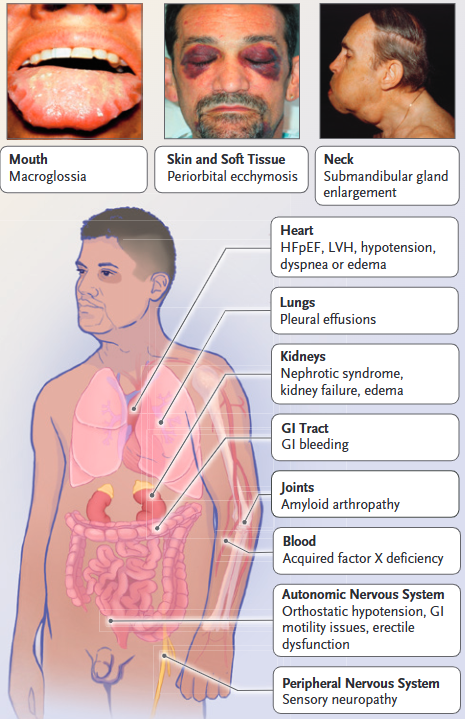 Mouth
Macroglossia
Skin and Soft Tissue
Periorbital ecchymosis
Neck
Submandibular gland
enlargement
Heart
HFpEF, LVH, hypotension,
dyspnea or edema
Lungs
Pleural effusions
Kidneys
Nephrotic syndrome,
kidney failure, edema
GI Tract
GI bleeding
Joints
Amyloid arthropathy
Blood
Acquired factor X deficiency
Autonomic Nervous System
Orthostatic hypotension, GI
motility issues, erectile
dysfunction
Peripheral Nervous System
Sensory neuropathy